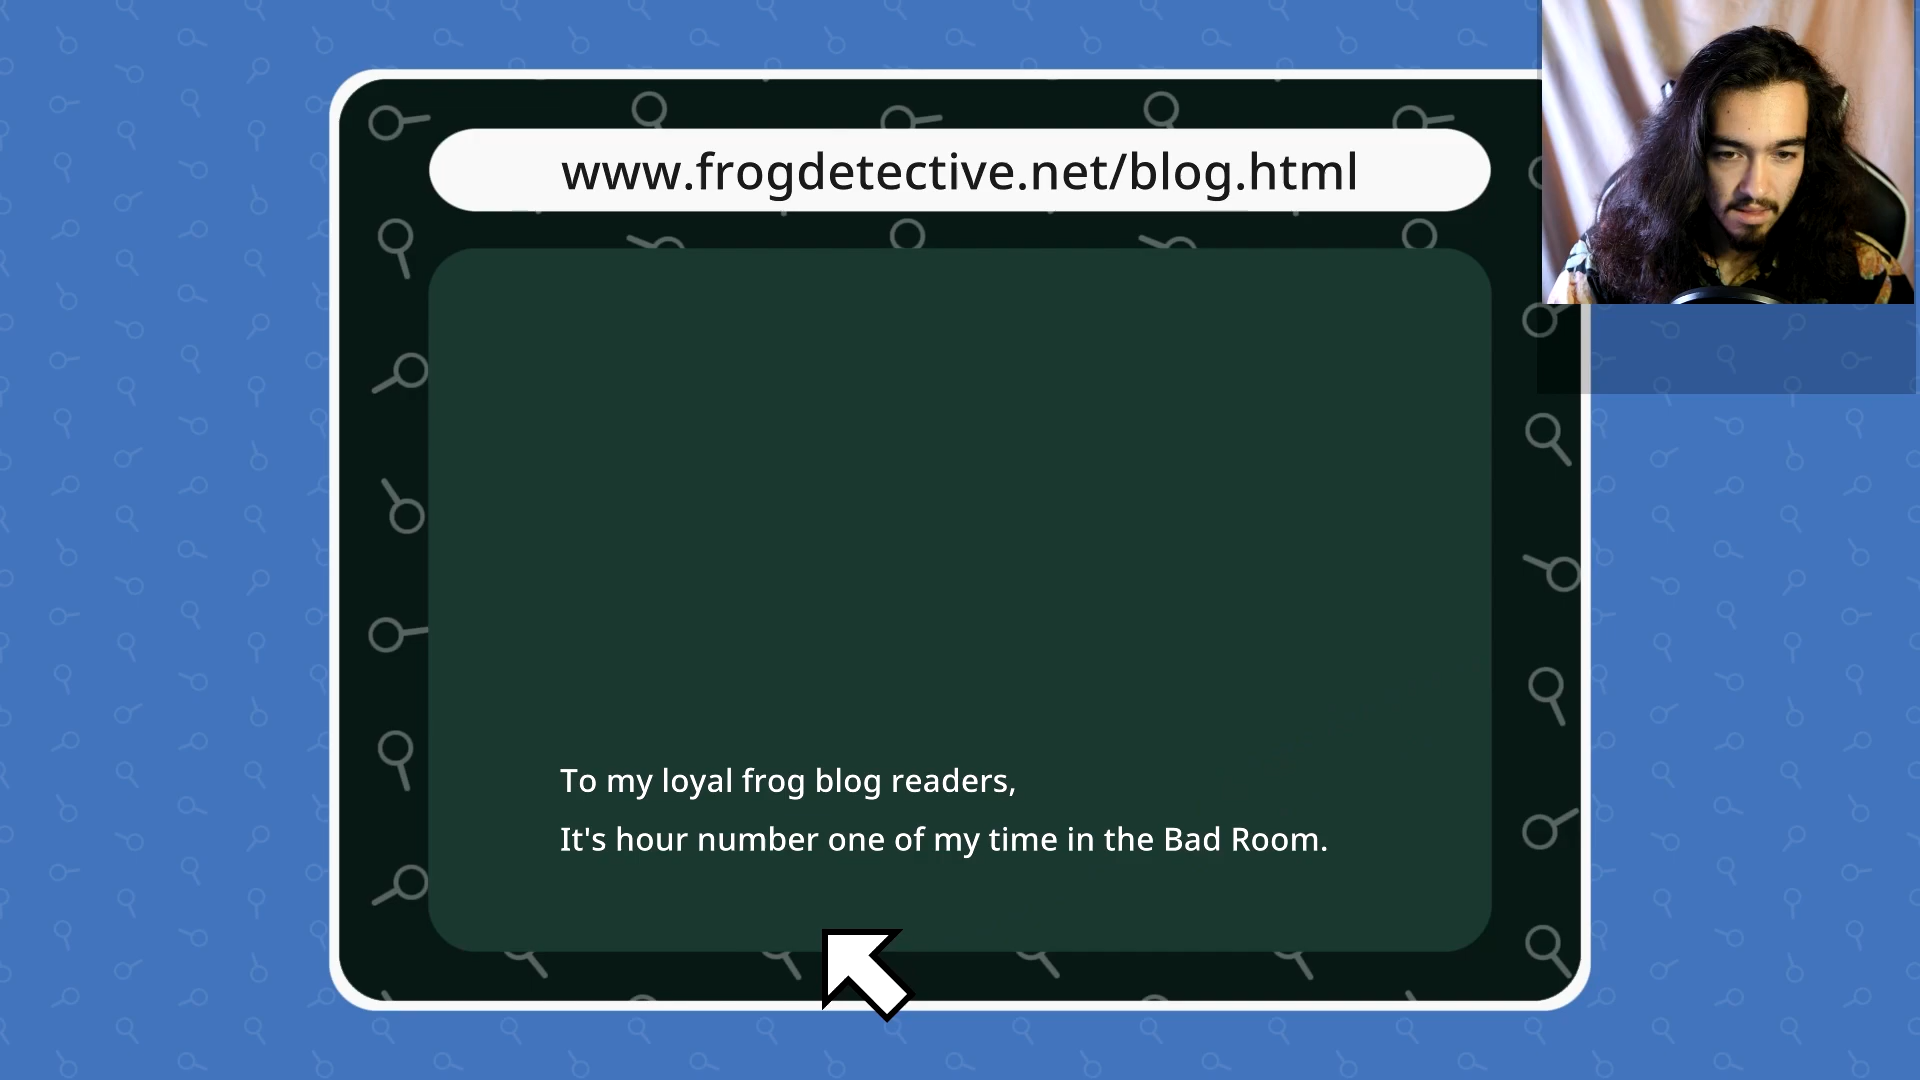 www.frogdetective.net/blog.html
To my loyal frog blog readers,
It's hour number one of my time in the Bad Room.